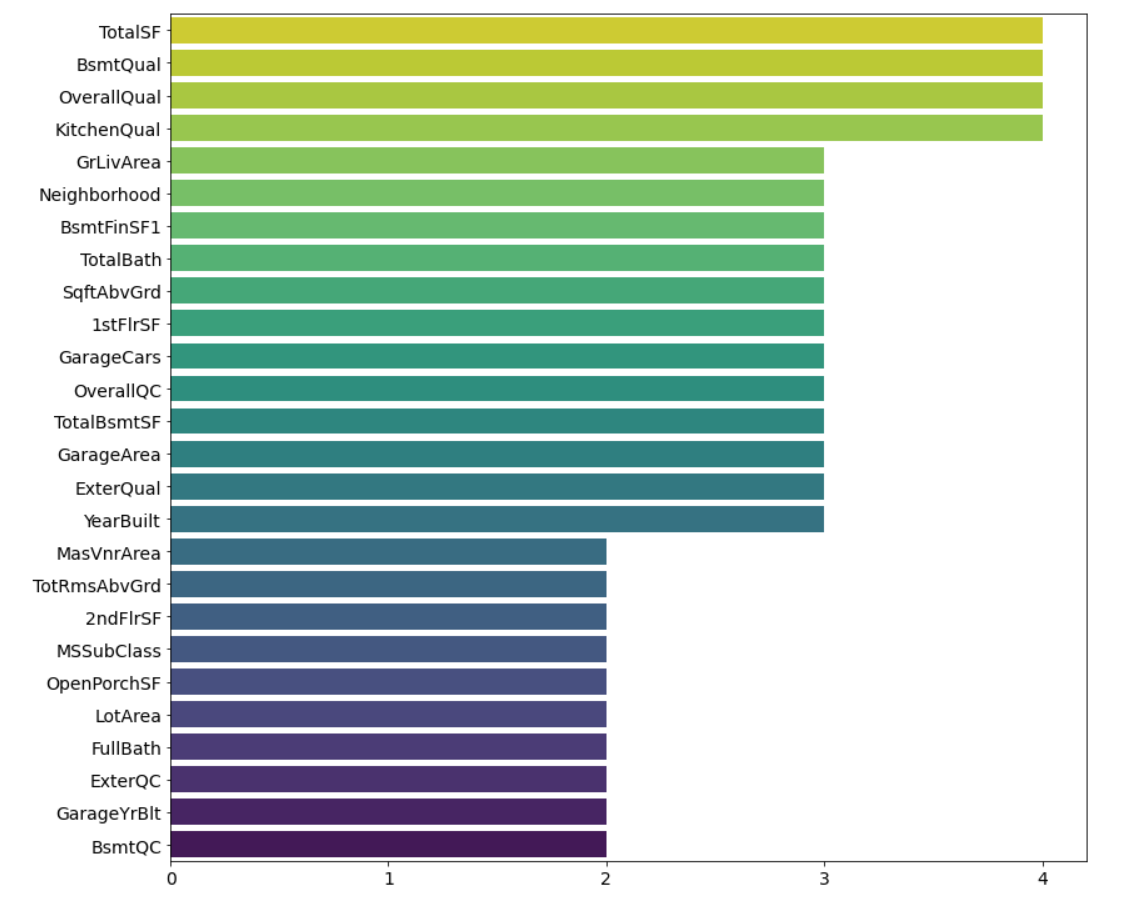 TotalSF
BsmtQual
OverallQual
KitchenQual
GrLivArea
Neighborhood
BsmtFinSF1
TotalBath
SqftAbvGrd
1stFlrSF
GarageCars
OverallQC
TotalBsmtSF
GarageArea
ExterQual
YearBuilt
MasVnrArea
TotRmsAbvGrd
2ndFlrSF
MSSubClass
OpenPorchSF
LotArea
FullBath
ExterQC
GarageYrBlt
BsmtQC
0 1 2 3 4